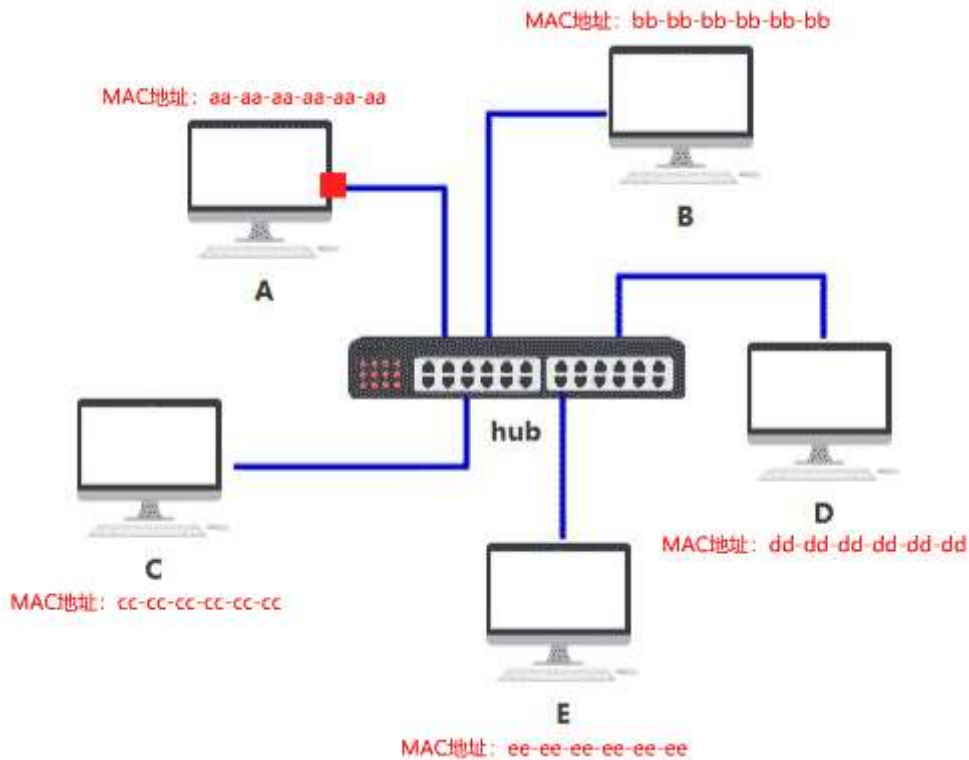 MAC地址：bb-bb-bb-bb-bb-bb
MAC地址：aa-aa-aa-aa-aa-aa
B
A
hub
D
MAC地址：dd-dd-dd-dd-dd-dd
C
MAC地址：cc-cc-cc-cc-cc-cc
E
MAC地址：ee-ee-ee-ee-ee-ee